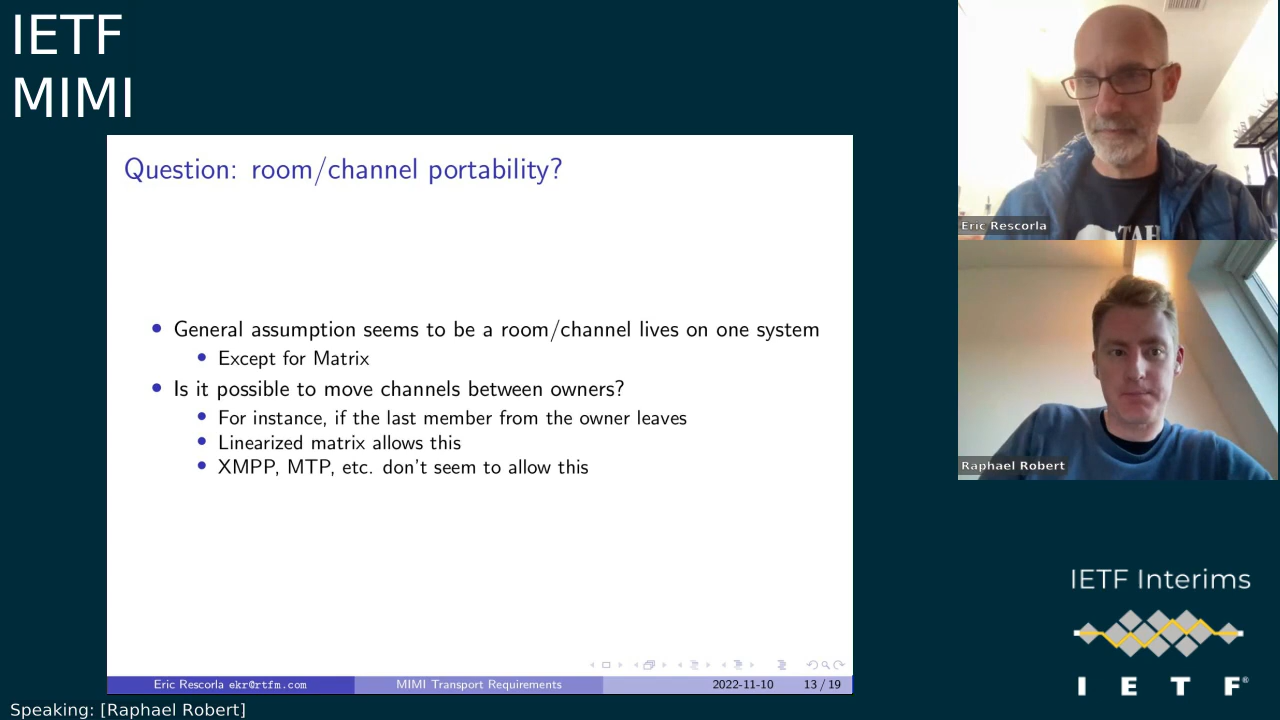 IETF
MIMI
Question: room/channel portability?
• General assumption seems to be a room/channel lives on one system
• Except for Matrix
• Is it possible to move channels between owners?
• For instance, if the last member from the owner leaves
• Linearized matrix allows this
• XMPP, MTP, etc. don't seem to allow this
Eric Rescorla ekr@rtfm.com MIMI Transport Requirements 2022-11-10 13 / 19
TAH
Eric Rescorla
Raphael Robert
IETF Interims
I E T F®
Speaking: [Raphael Robert]